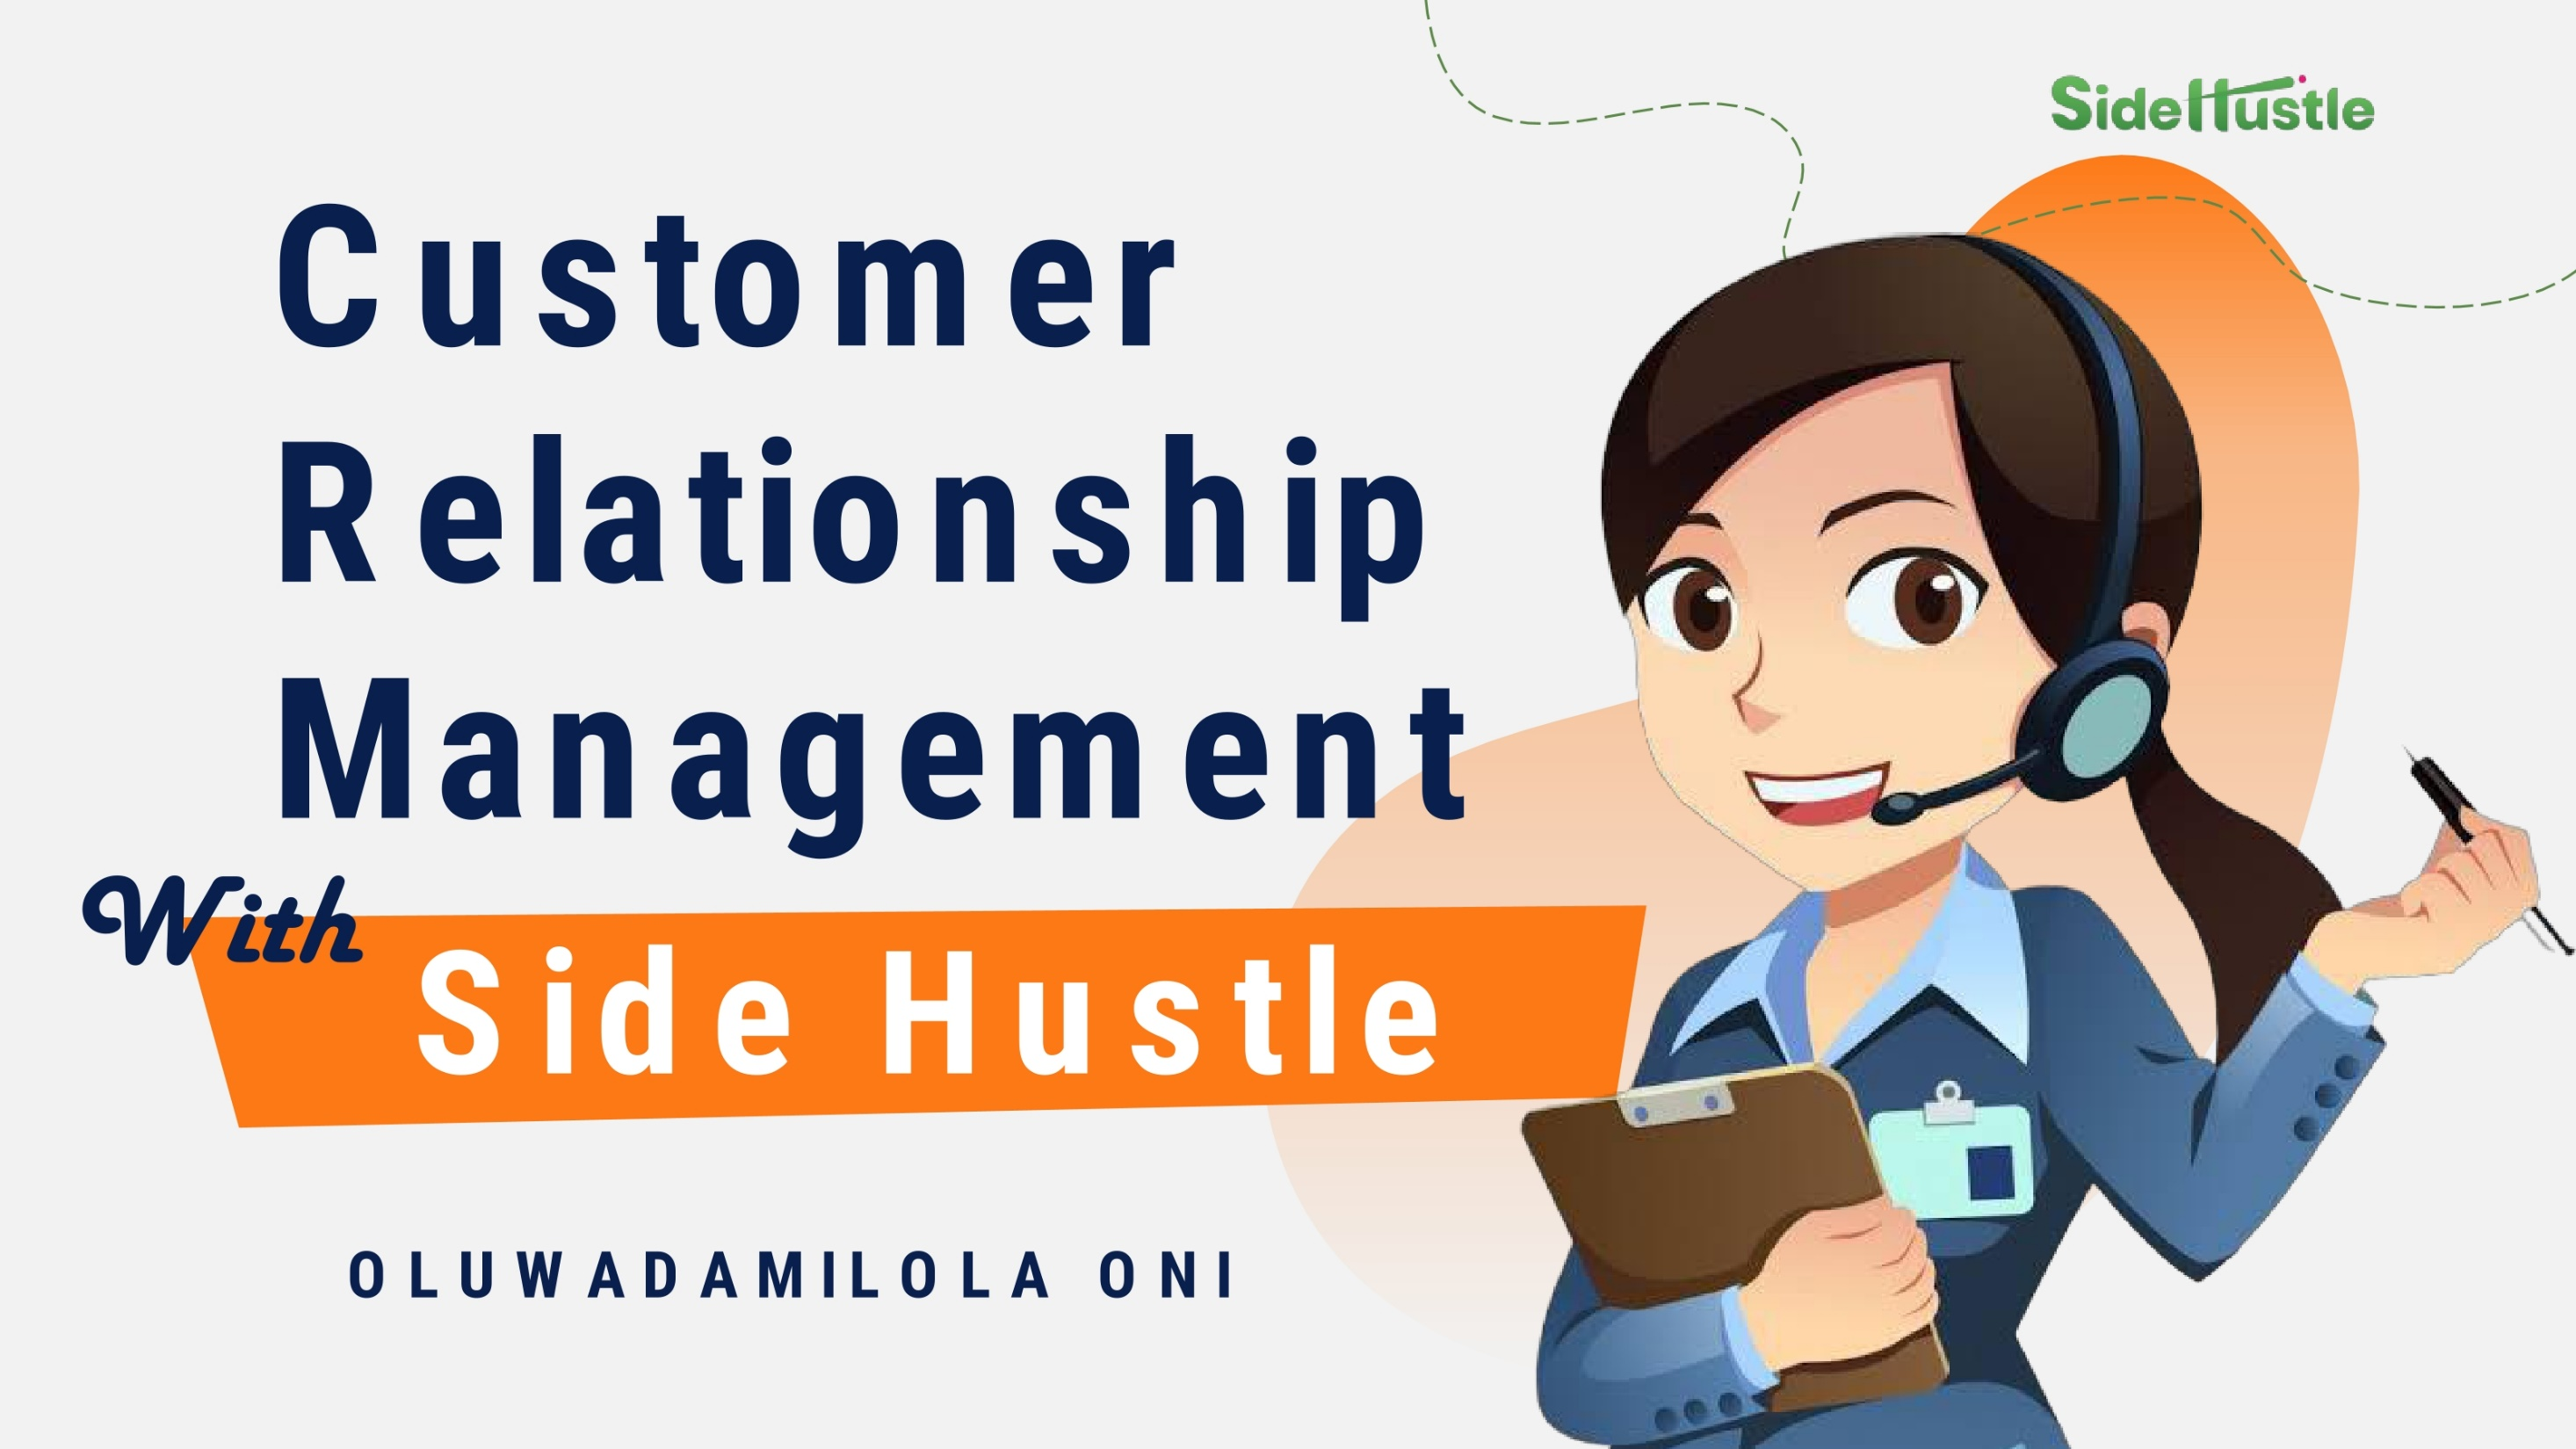 SideHustle
Customer
Relationship
Management
With
Side Hustle
OLUWADAMILOLA ONI